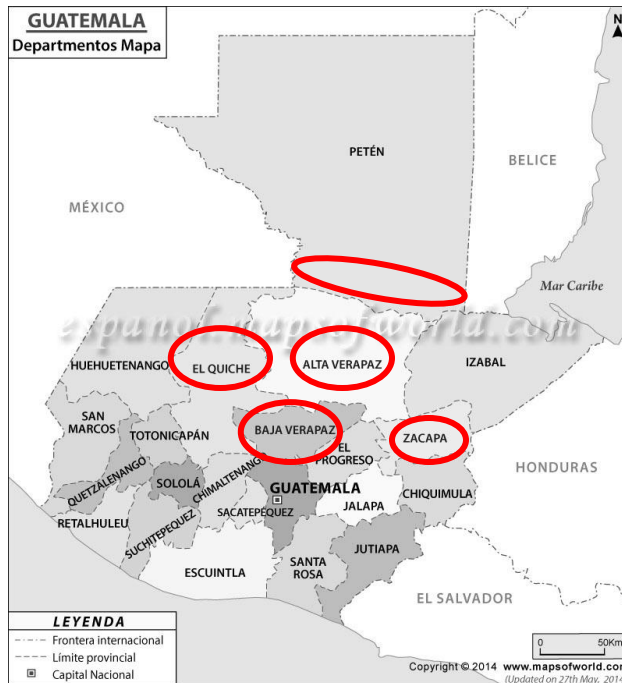 GUATEMALA
Departmentos Mapa
N
PETÉN
BELICE
MÉXICO
Mar Caribe
espanol.mapsofworld.com
HUEHUETENANGO
EL QUICHE
ALTA VERAPAZ
IZABAL
SAN
MARCOS
TOTONICAPÁN
BAJA VERAPAZ
ZACAPA
EL
PROGRESO
QUETZALENANGO
SOLOLÁ
CHIMALTENANGO
GUATEMALA
HONDURAS
CHIQUIMULA
RETALHULEU
SUCHITEPEQUEZ
SACATEPEQUEZ
JALAPA
JUTIAPA
ESCUINTLA
SANTA
ROSA
EL SALVADOR
LEYENDA
Frontera internacional
Límite provincial
Capital Nacional
0 50Km
Copyright © 2014 www.mapsofworld.com
(Updated on 27th May, 2014